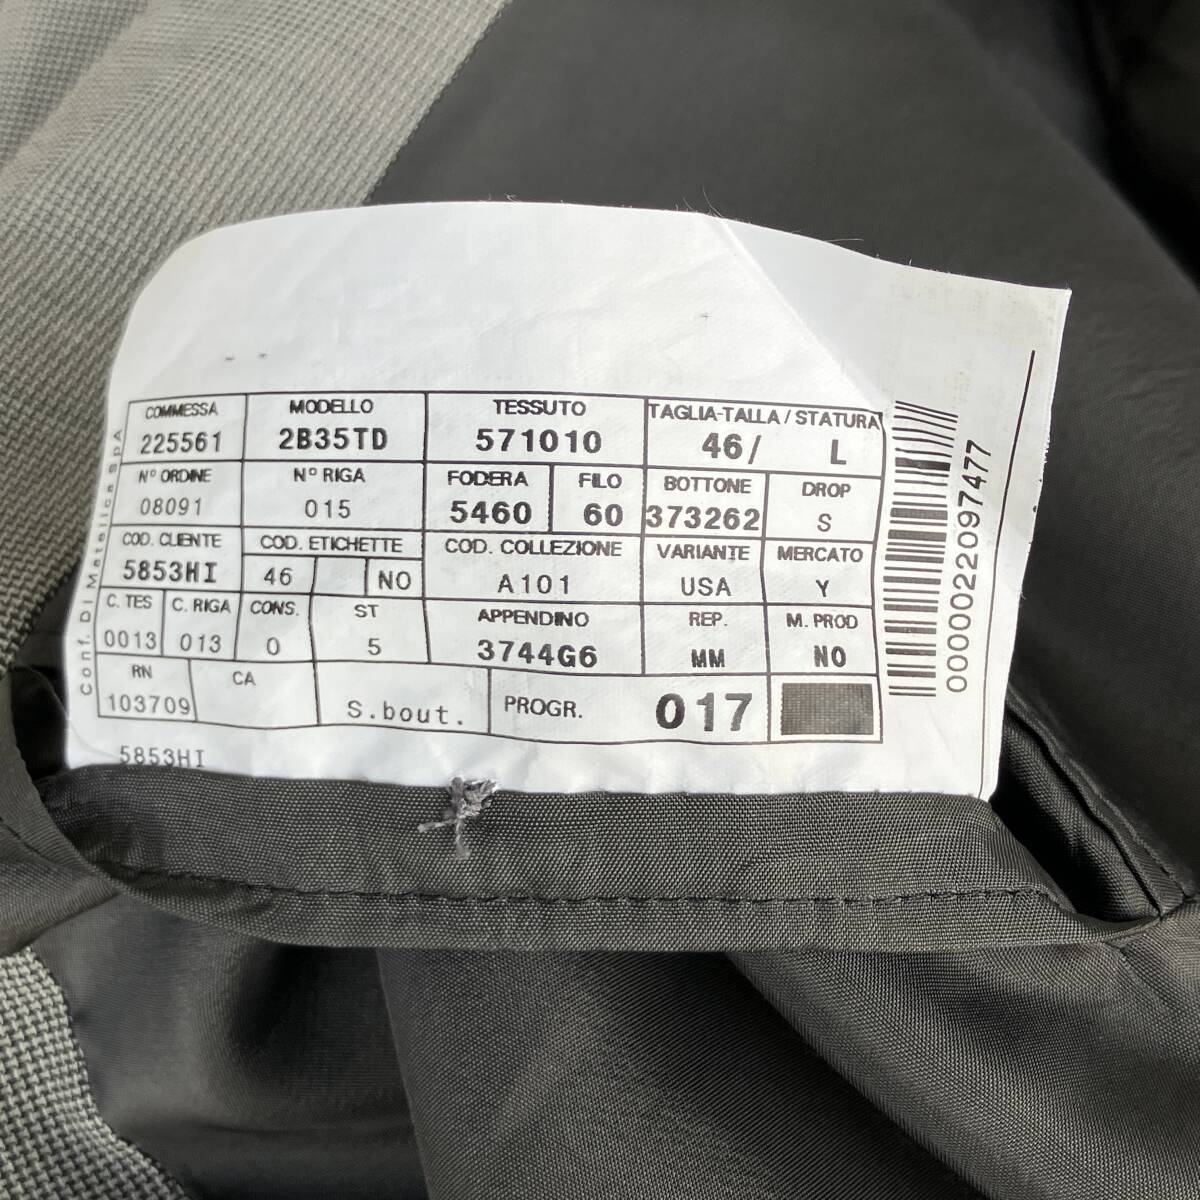 COMMESSA MODELLO TESSUTO TAGLIA-TALLA / STATURA
225561 2B35TD 571010 46/ L
Nº ORDINE Nº RIGA FODERA FILO BOTTONE DROP
08091 015 5460 60 373262 S
COD. CLIENTE COD. ETICHETTE COD. COLLEZIONE VARIANTE MERCATO
5853HI 46 NO A101 USA Y
C. TES C. RIGA CONS. ST APPENDINO REP. M. PROD
0013 013 0 5 3744G6 MM NO
RN CA S.bout. PROGR. 017
103709
5853HI
Conf. Di Matelica SpA
0000022097477